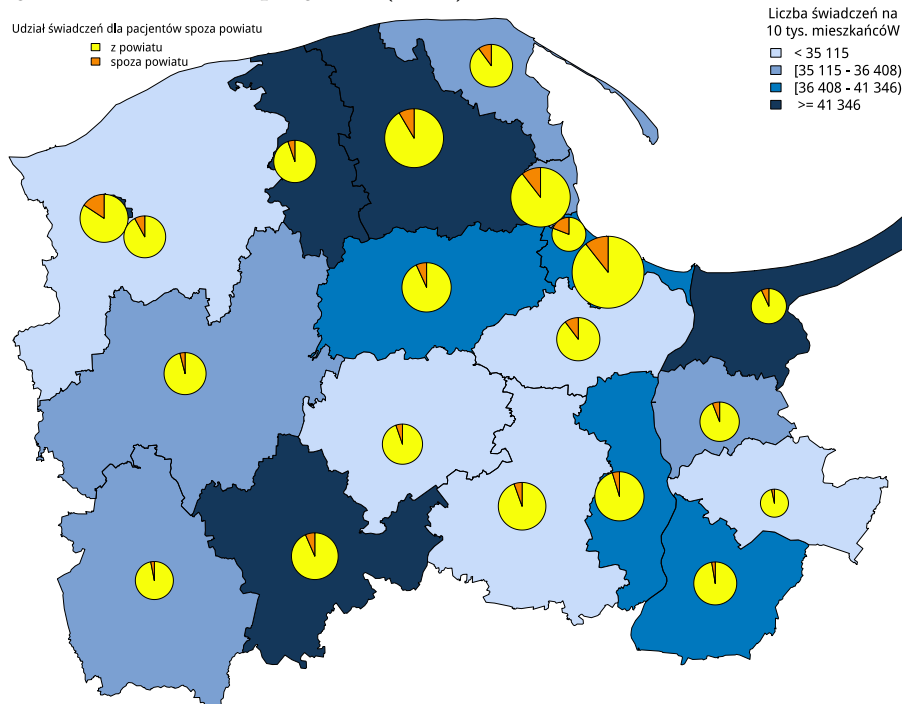 Udział świadczeń dla pacjentów spoza powiatu
z powiatu
spoza powiatu
Liczba świadczeń na
10 tys. mieszkańcóW
< 35 115
[35 115 - 36 408)
[36 408 - 41 346)
>= 41 346